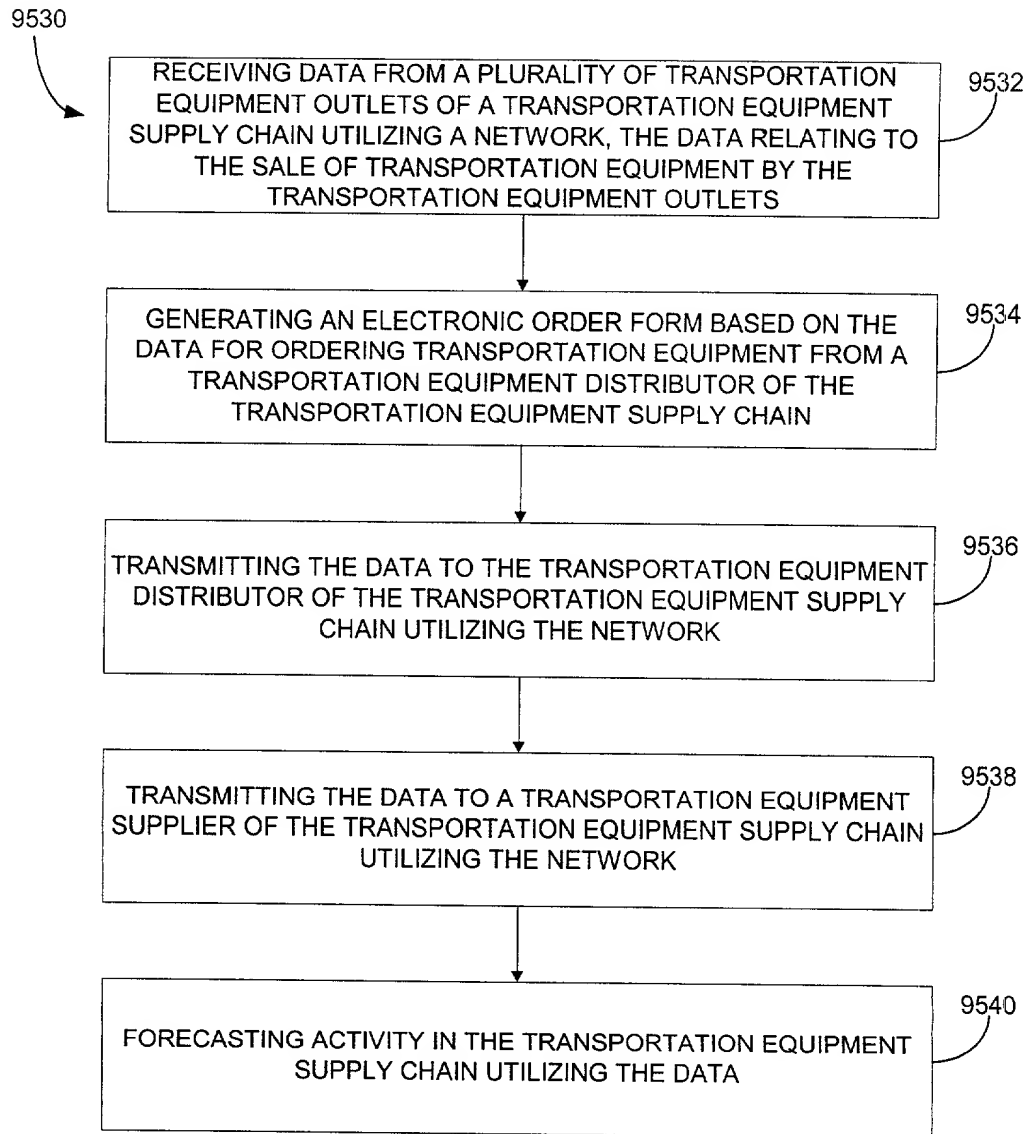 9530
RECEIVING DATA FROM A PLURALITY OF TRANSPORTATION
EQUIPMENT OUTLETS OF A TRANSPORTATION EQUIPMENT
SUPPLY CHAIN UTILIZING A NETWORK, THE DATA RELATING TO
THE SALE OF TRANSPORTATION EQUIPMENT BY THE
TRANSPORTATION EQUIPMENT OUTLETS
9532
GENERATING AN ELECTRONIC ORDER FORM BASED ON THE
DATA FOR ORDERING TRANSPORTATION EQUIPMENT FROM A
TRANSPORTATION EQUIPMENT DISTRIBUTOR OF THE
TRANSPORTATION EQUIPMENT SUPPLY CHAIN
9534
TRANSMITTING THE DATA TO THE TRANSPORTATION EQUIPMENT
DISTRIBUTOR OF THE TRANSPORTATION EQUIPMENT SUPPLY
CHAIN UTILIZING THE NETWORK
9536
TRANSMITTING THE DATA TO A TRANSPORTATION EQUIPMENT
SUPPLIER OF THE TRANSPORTATION EQUIPMENT SUPPLY CHAIN
UTILIZING THE NETWORK
9538
FORECASTING ACTIVITY IN THE TRANSPORTATION EQUIPMENT
SUPPLY CHAIN UTILIZING THE DATA
9540